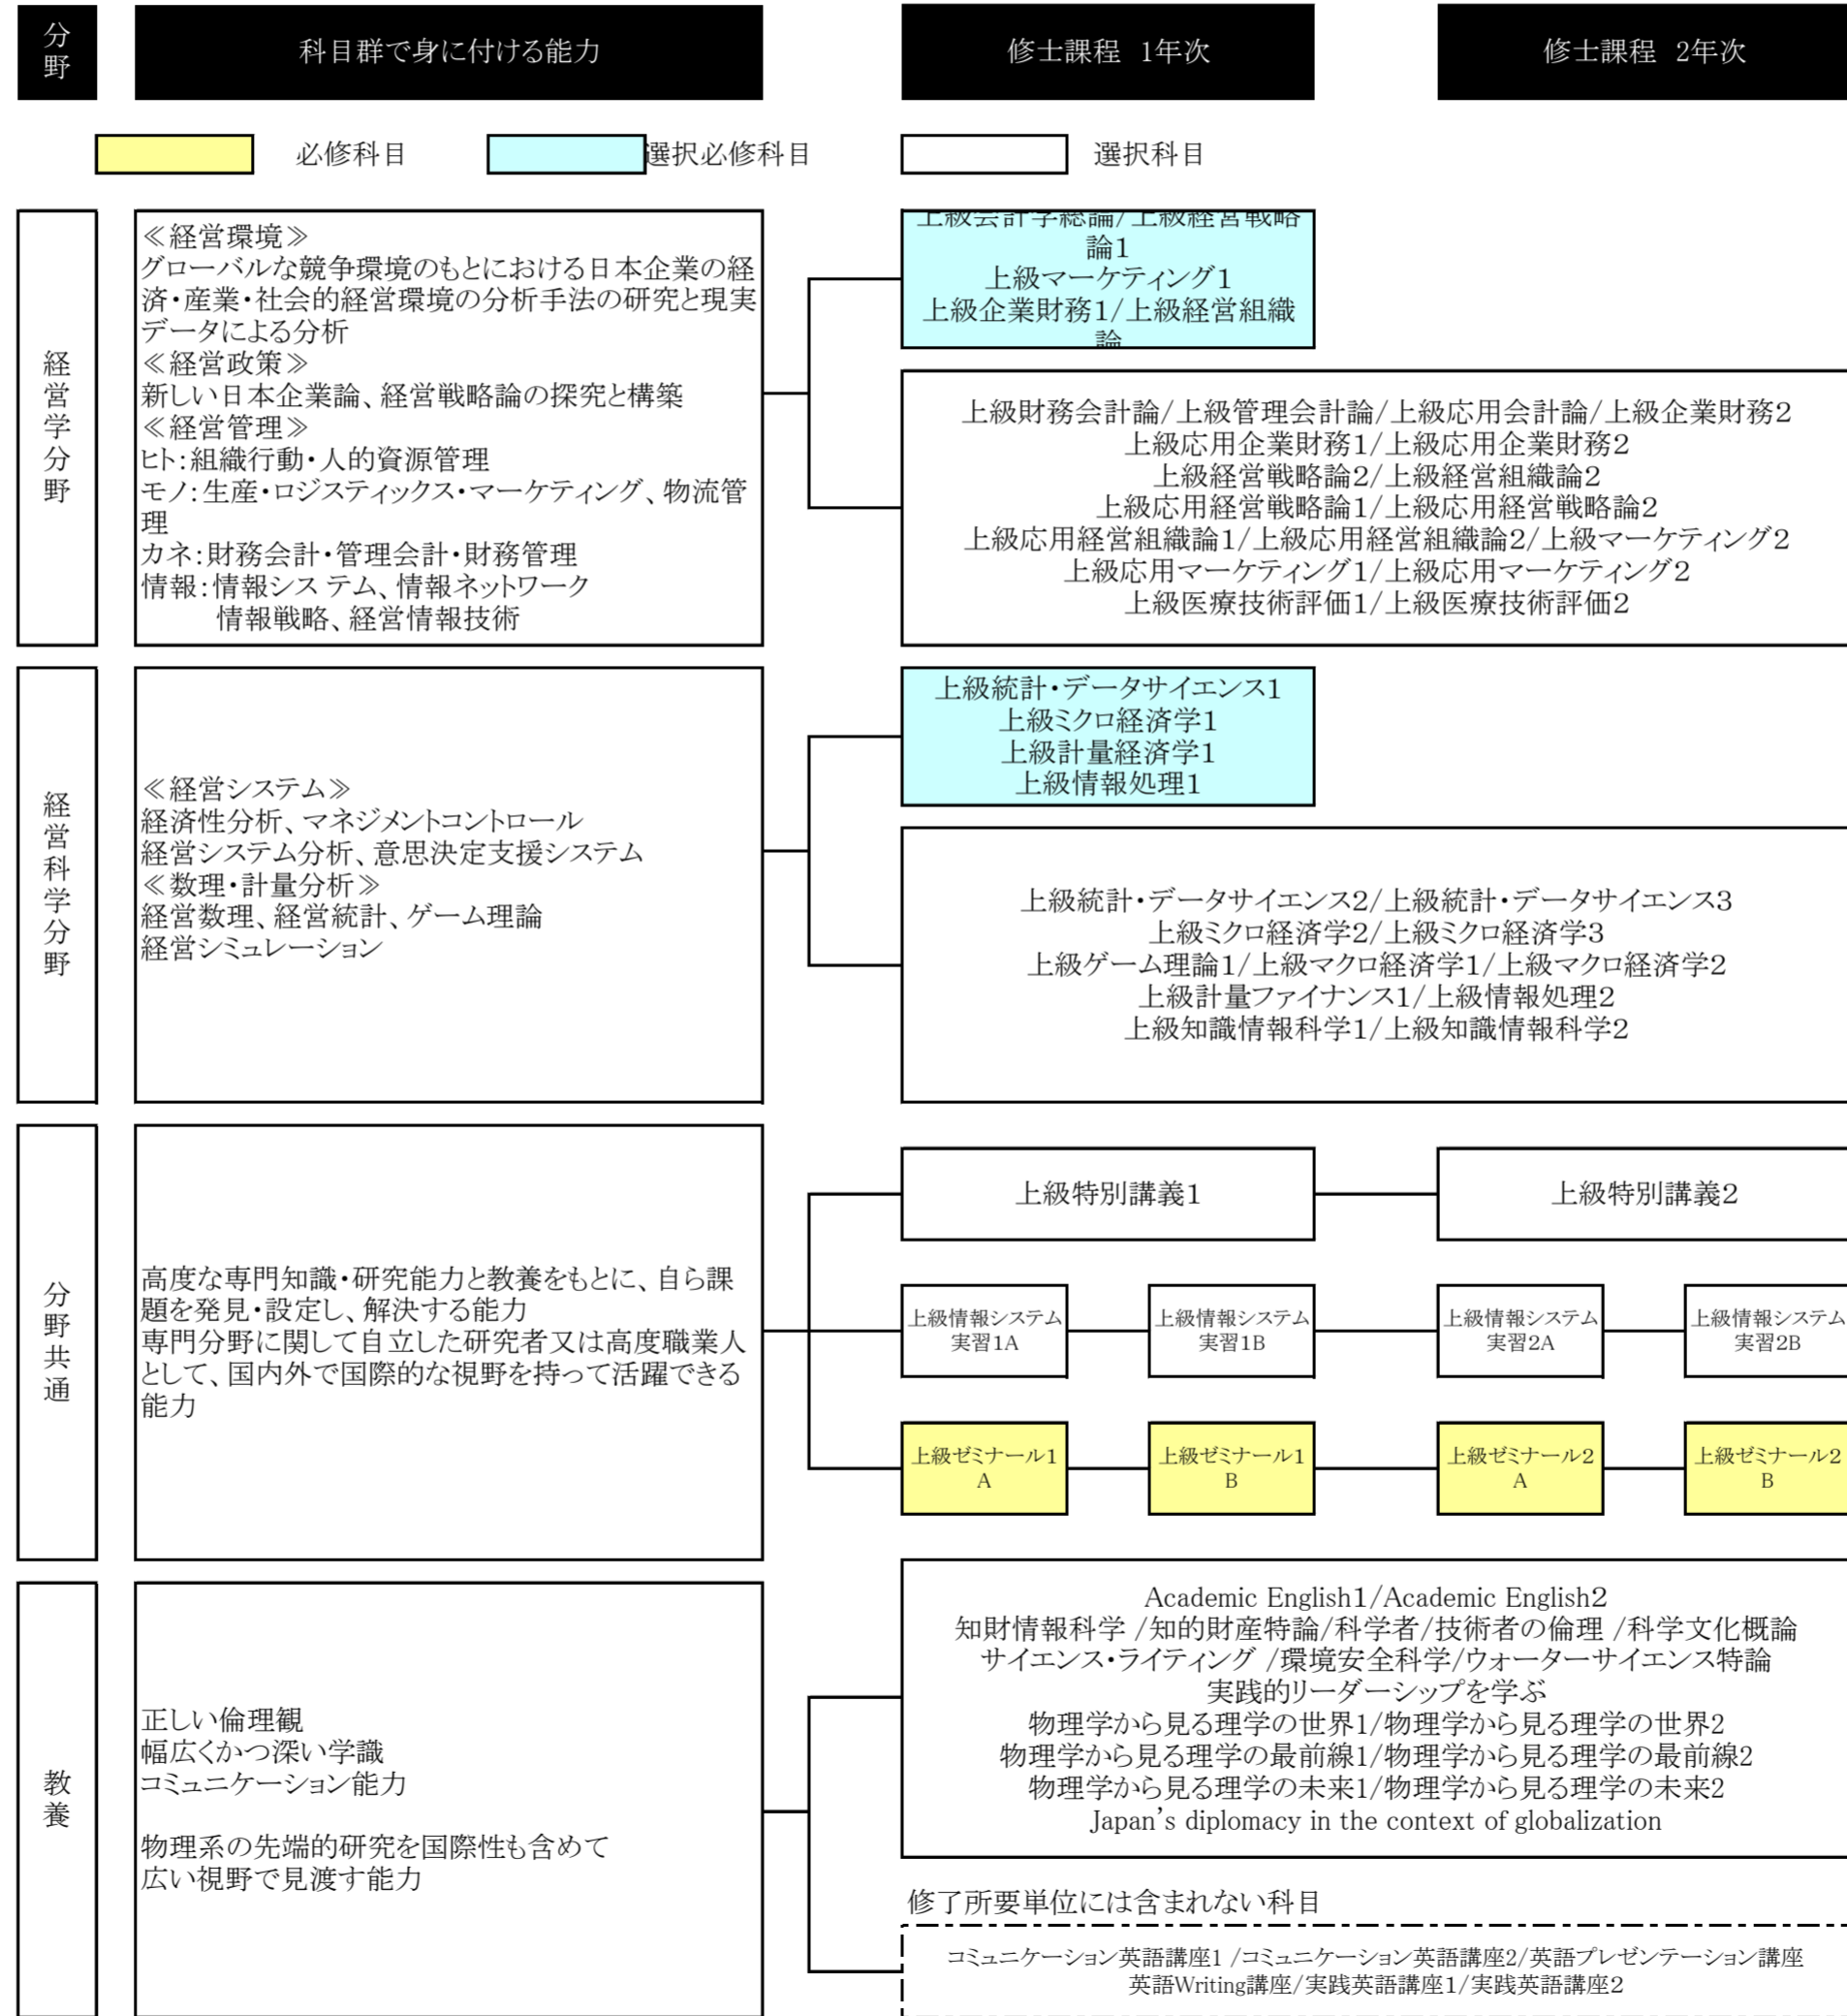 分野
科目群で身に付ける能力
修士課程 1年次
修士課程 2年次
必修科目
選択必修科目
選択科目
経営学分野
≪経営環境≫
グローバルな競争環境のもとにおける日本企業の経
済・産業・社会的経営環境の分析手法の研究と現実
データによる分析
≪経営政策≫
新しい日本企業論、経営戦略論の探究と構築
≪経営管理≫
ヒト：組織行動・人的資源管理
モノ：生産・ロジスティックス・マーケティング、物流管
理
カネ：財務会計・管理会計・財務管理
情報：情報システム、情報ネットワーク
情報戦略、経営情報技術
上級会計学総論/上級経営戦略
論1
上級マーケティング1
上級企業財務1/上級経営組織
論
上級財務会計論/上級管理会計論/上級応用会計論/上級企業財務2
上級応用企業財務1/上級応用企業財務2
上級経営戦略論2/上級経営組織論2
上級応用経営戦略論1/上級応用経営戦略論2
上級応用経営組織論1/上級応用経営組織論2/上級マーケティング2
上級応用マーケティング1/上級応用マーケティング2
上級医療技術評価1/上級医療技術評価2
経営科学分野
≪経営システム≫
経済性分析、マネジメントコントロール
経営システム分析、意思決定支援システム
≪数理・計量分析≫
経営数理、経営統計、ゲーム理論
経営シミュレーション
上級統計・データサイエンス1
上級ミクロ経済学1
上級計量経済学1
上級情報処理1
上級統計・データサイエンス2/上級統計・データサイエンス3
上級ミクロ経済学2/上級ミクロ経済学3
上級ゲーム理論1/上級マクロ経済学1/上級マクロ経済学2
上級計量ファイナンス1/上級情報処理2
上級知識情報科学1/上級知識情報科学2
分野共通
高度な専門知識・研究能力と教養をもとに、自ら課
題を発見・設定し、解決する能力
専門分野に関して自立した研究者又は高度職業人
として、国内外で国際的な視野を持って活躍できる
能力
上級特別講義1
上級特別講義2
上級情報システム
実習1A
上級情報システム
実習1B
上級情報システム
実習2A
上級情報システム
実習2B
上級ゼミナール1
A
上級ゼミナール1
B
上級ゼミナール2
A
上級ゼミナール2
B
教養
正しい倫理観
幅広くかつ深い学識
コミュニケーション能力
物理系の先端的研究を国際性も含めて
広い視野で見渡す能力
Academic English1/Academic English2
知財情報科学 /知的財産特論/科学者/技術者の倫理 /科学文化概論
サイエンス・ライティング /環境安全科学/ウォーターサイエンス特論
実践的リーダーシップを学ぶ
物理学から見る理学の世界1/物理学から見る理学の世界2
物理学から見る理学の最前線1/物理学から見る理学の最前線2
物理学から見る理学の未来1/物理学から見る理学の未来2
Japan's diplomacy in the context of globalization
修了所要単位には含まれない科目
コミュニケーション英語講座1 /コミュニケーション英語講座2/英語プレゼンテーション講座
英語Writing講座/実践英語講座1/実践英語講座2